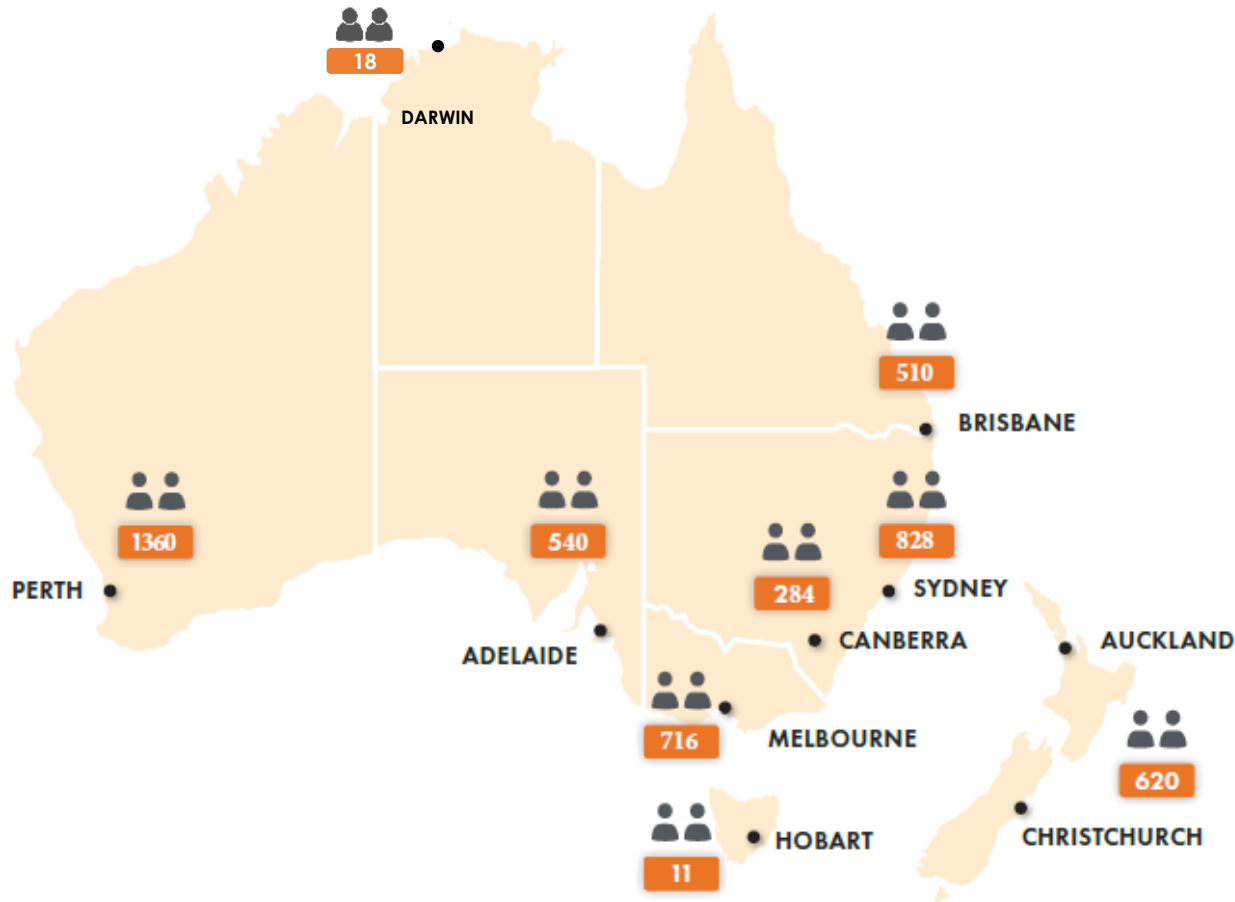 18
DARWIN
510
BRISBANE
1360
540
828
284
PERTH
SYDNEY
CANBERRA
AUCKLAND
ADELAIDE
716
MELBOURNE
620
11
HOBART
CHRISTCHURCH